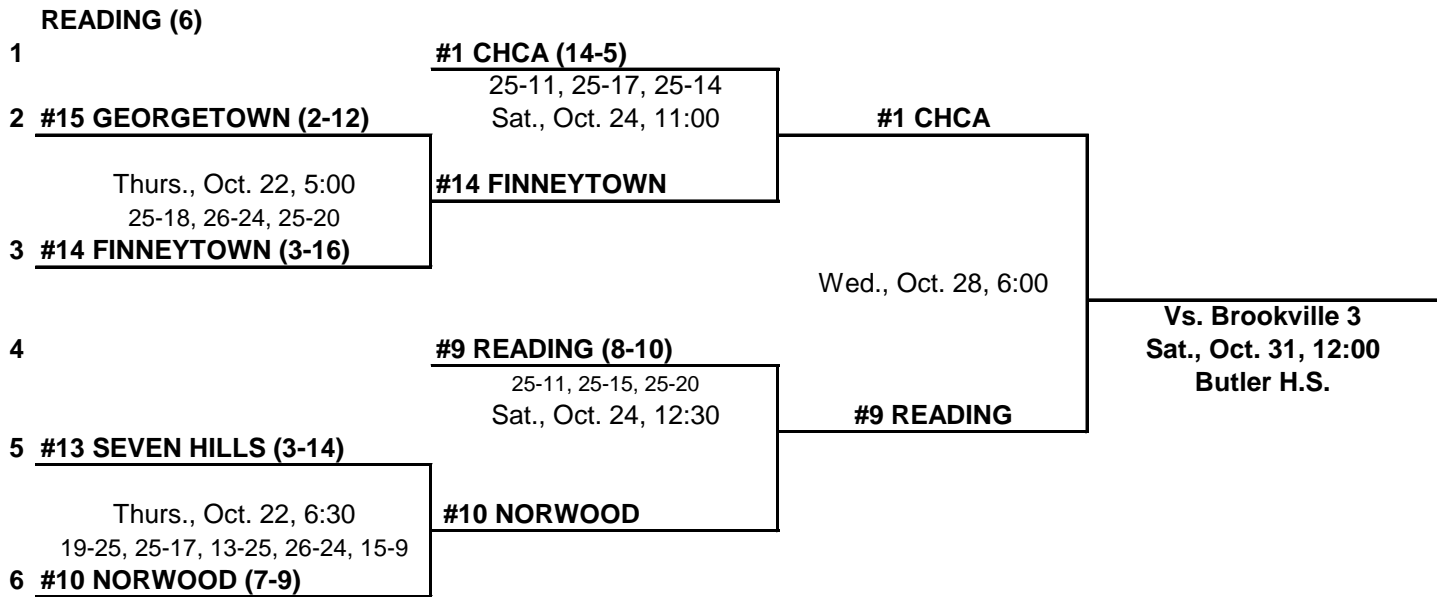 READING (6)
1 #1 CHCA (14-5)
25-11, 25-17, 25-14
2 #15 GEORGETOWN (2-12) Sat., Oct. 24, 11:00 #1 CHCA
Thurs., Oct. 22, 5:00 #14 FINNEYTOWN
25-18, 26-24, 25-20
3 #14 FINNEYTOWN (3-16)
Wed., Oct. 28, 6:00
Vs. Brookville 3
4 #9 READING (8-10) Sat., Oct. 31, 12:00
25-11, 25-15, 25-20 Butler H.S.
Sat., Oct. 24, 12:30 #9 READING
5 #13 SEVEN HILLS (3-14)
Thurs., Oct. 22, 6:30 #10 NORWOOD
19-25, 25-17, 13-25, 26-24, 15-9
6 #10 NORWOOD (7-9)